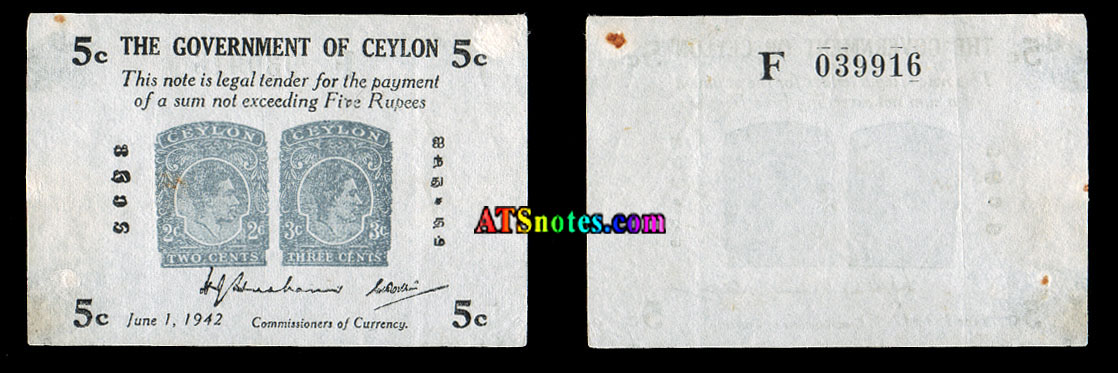 5c THE GOVERNMENT OF CEYLON 5c
This note is legal tender for the payment
of a sum not exceeding Five Rupees
CEYLON CEYLON
2c 2c 3c 3c
TWO CENTS THREE CENTS
5c June 1, 1942 Commissioners of Currency. 5c
F 039916
ATSnotes.com